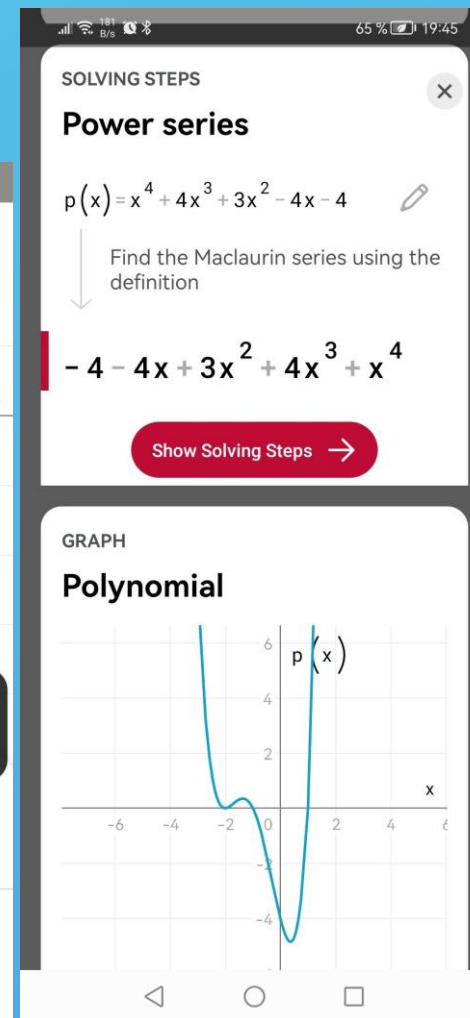 181 B/s 65 % 19:45
SOLVING STEPS
Power series
p(x) = x⁴ + 4x³ + 3x² - 4x - 4
Find the Maclaurin series using the
definition
- 4 - 4x + 3x² + 4x³ + x⁴
Show Solving Steps →
GRAPH
Polynomial
6
p(x)
4
2
x
-6 -4 -2 0 2 4 6
-2
-4